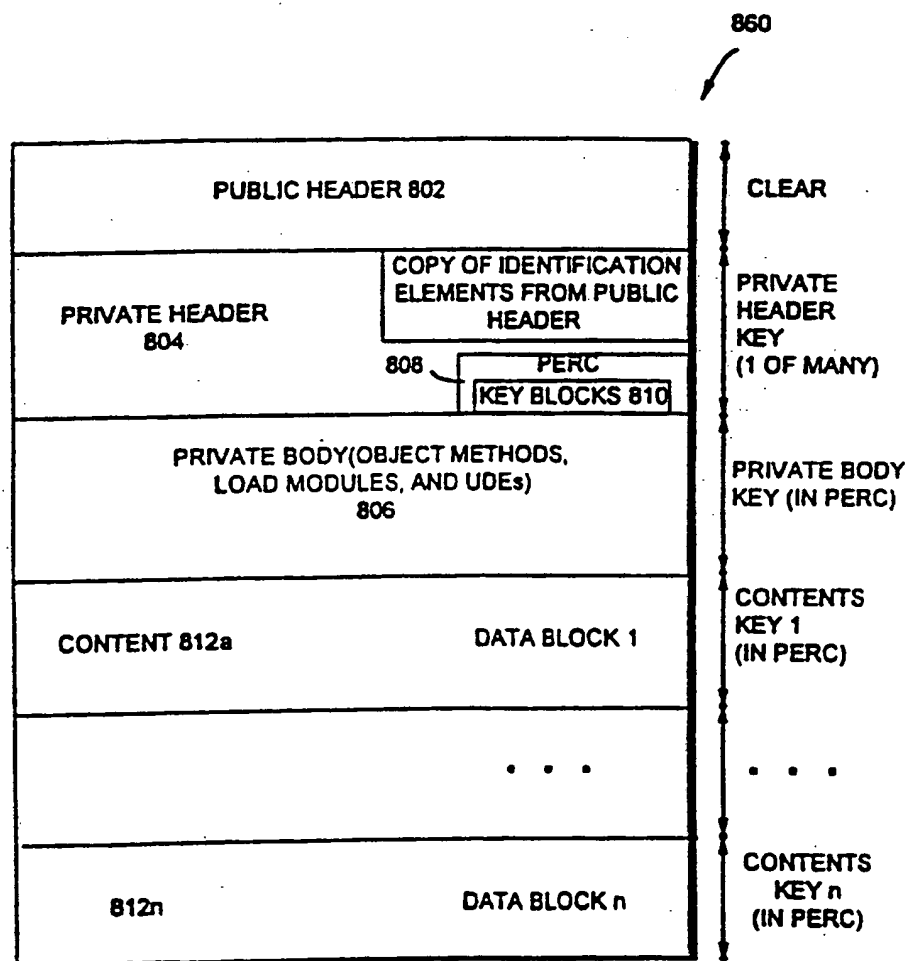 860
PUBLIC HEADER 802
CLEAR
PRIVATE HEADER
804
COPY OF IDENTIFICATION
ELEMENTS FROM PUBLIC
HEADER
808
PERC
KEY BLOCKS 810
PRIVATE
HEADER
KEY
(1 OF MANY)
PRIVATE BODY(OBJECT METHODS,
LOAD MODULES, AND UDEs)
806
PRIVATE BODY
KEY (IN PERC)
CONTENT 812a
DATA BLOCK 1
CONTENTS
KEY 1
(IN PERC)
. . .
. . .
812n
DATA BLOCK n
CONTENTS
KEY n
(IN PERC)